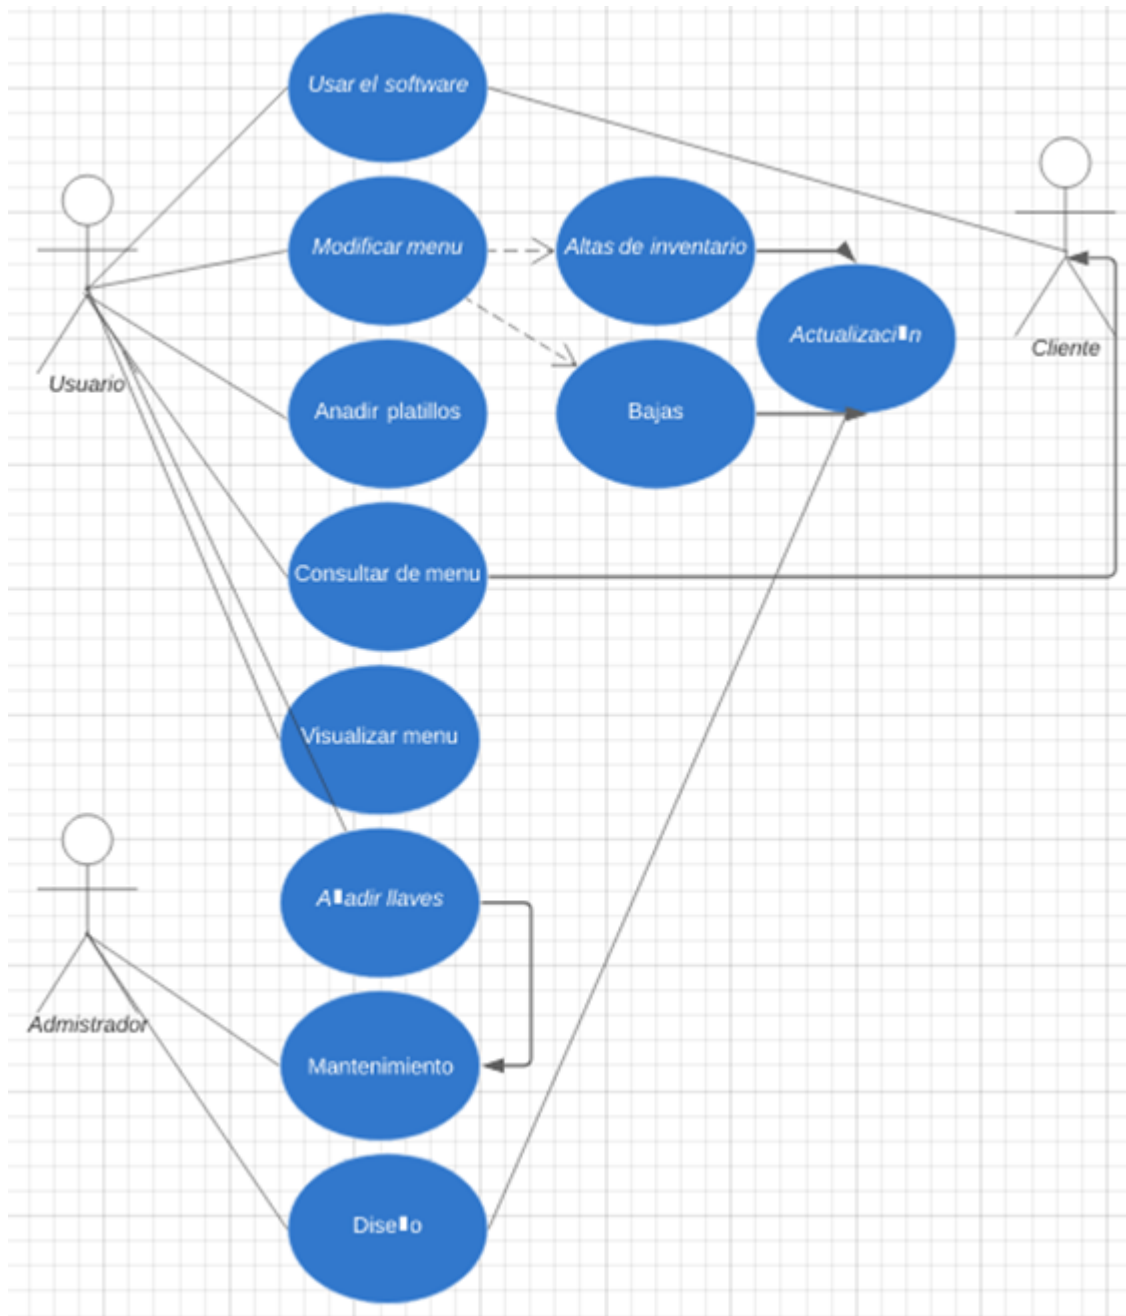 Usar el software
Modificar menu
Altas de inventario
Actualizaci▮n
Cliente
Usuario
Anadir platillos
Bajas
Consultar de menu
Visualizar menu
A▮adir llaves
Admistrador
Mantenimiento
Dise▮o